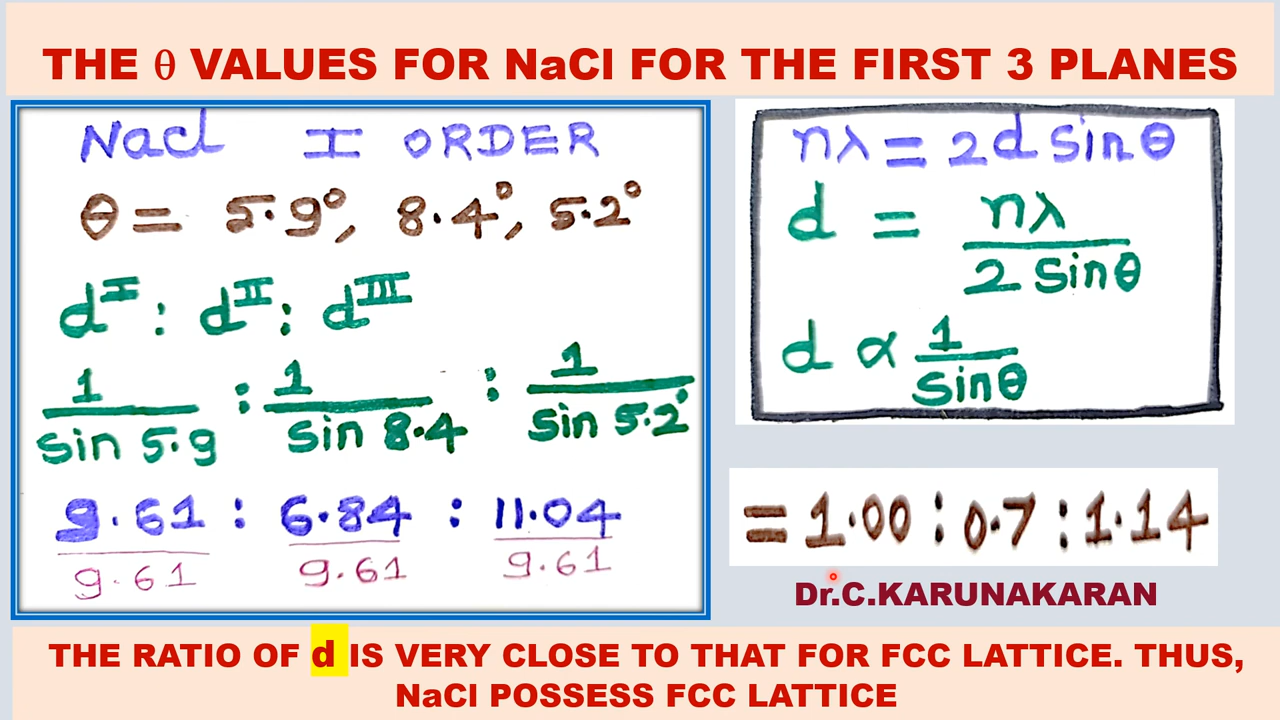 THE θ VALUES FOR NaCl FOR THE FIRST 3 PLANES
Nacl I ORDER
θ = 5.9°, 8.4°, 5.2°
d^I : d^II : d^III
1/sin 5.9 : 1/sin 8.4 : 1/sin 5.2°
9.61/9.61 : 6.84/9.61 : 11.04/9.61
nλ = 2d sinθ
d = nλ/2 sinθ
d ∝ 1/sinθ
= 1.00 : 0.7 : 1.14
Dr.C.KARUNAKARAN
THE RATIO OF d IS VERY CLOSE TO THAT FOR FCC LATTICE. THUS,
NaCl POSSESS FCC LATTICE